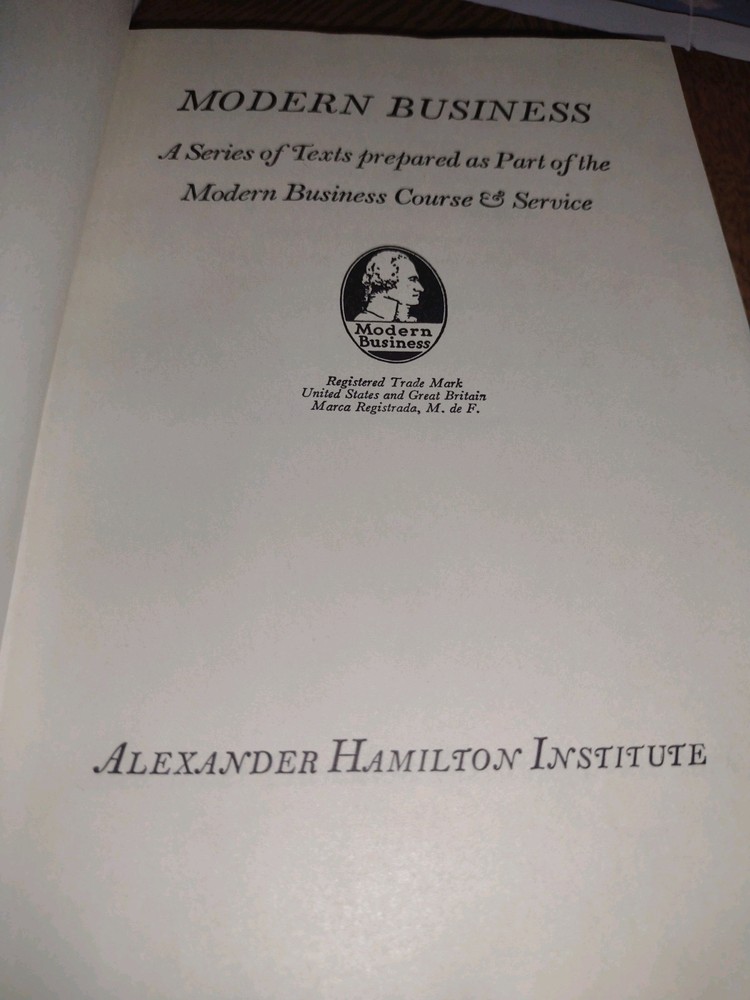 MODERN BUSINESS
A Series of Texts prepared as Part of the
Modern Business Course & Service
Modern
Business
Registered Trade Mark
United States and Great Britain
Marca Registrada, M. de F.
ALEXANDER HAMILTON INSTITUTE